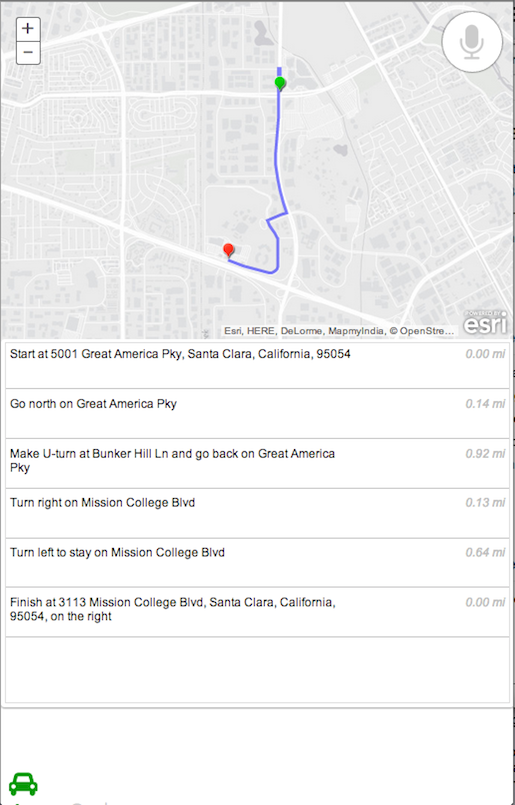 +
−
Esri, HERE, DeLorme, MapmyIndia, © OpenStre...
POWERED BY
esri
Start at 5001 Great America Pky, Santa Clara, California, 95054 0.00 mi
Go north on Great America Pky 0.14 mi
Make U-turn at Bunker Hill Ln and go back on Great America 0.92 mi
Pky
Turn right on Mission College Blvd 0.13 mi
Turn left to stay on Mission College Blvd 0.64 mi
Finish at 3113 Mission College Blvd, Santa Clara, California, 0.00 mi
95054, on the right